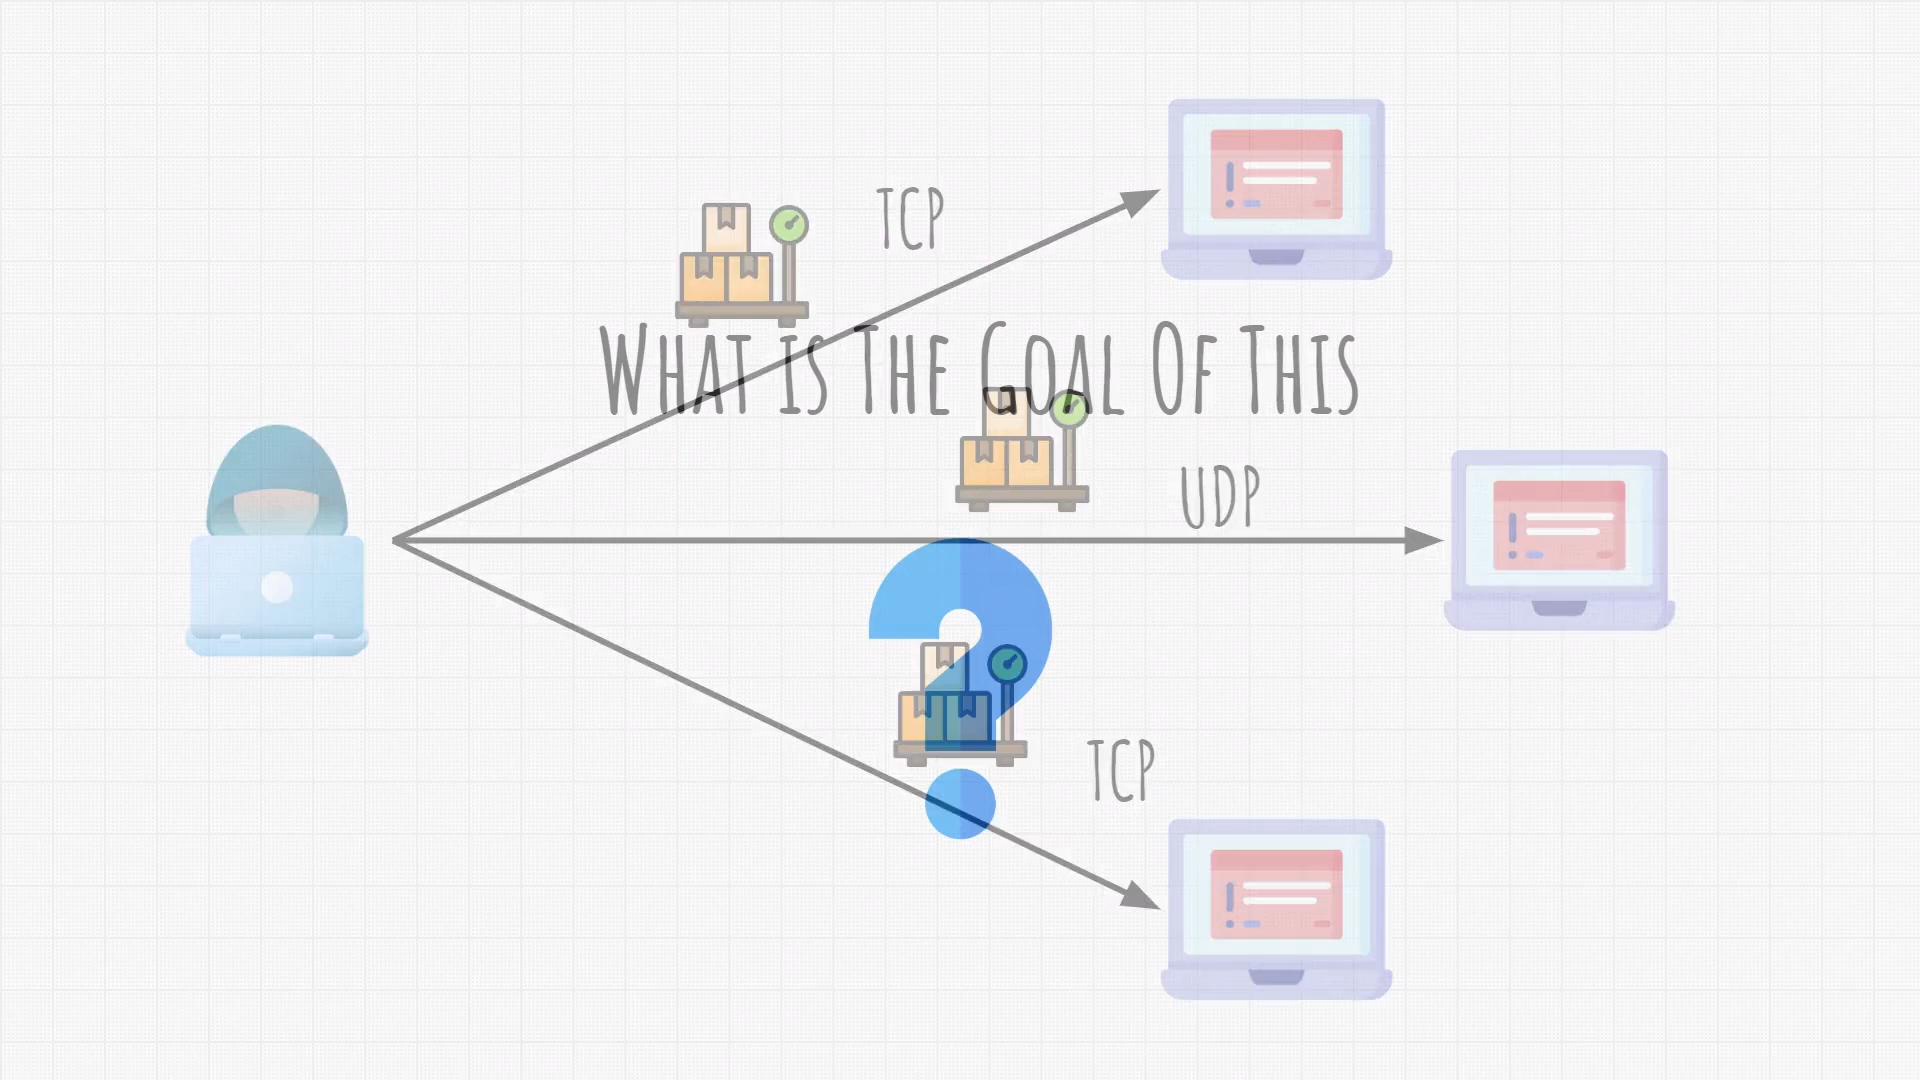 TCP
What is The Goal Of This
UDP
TCP